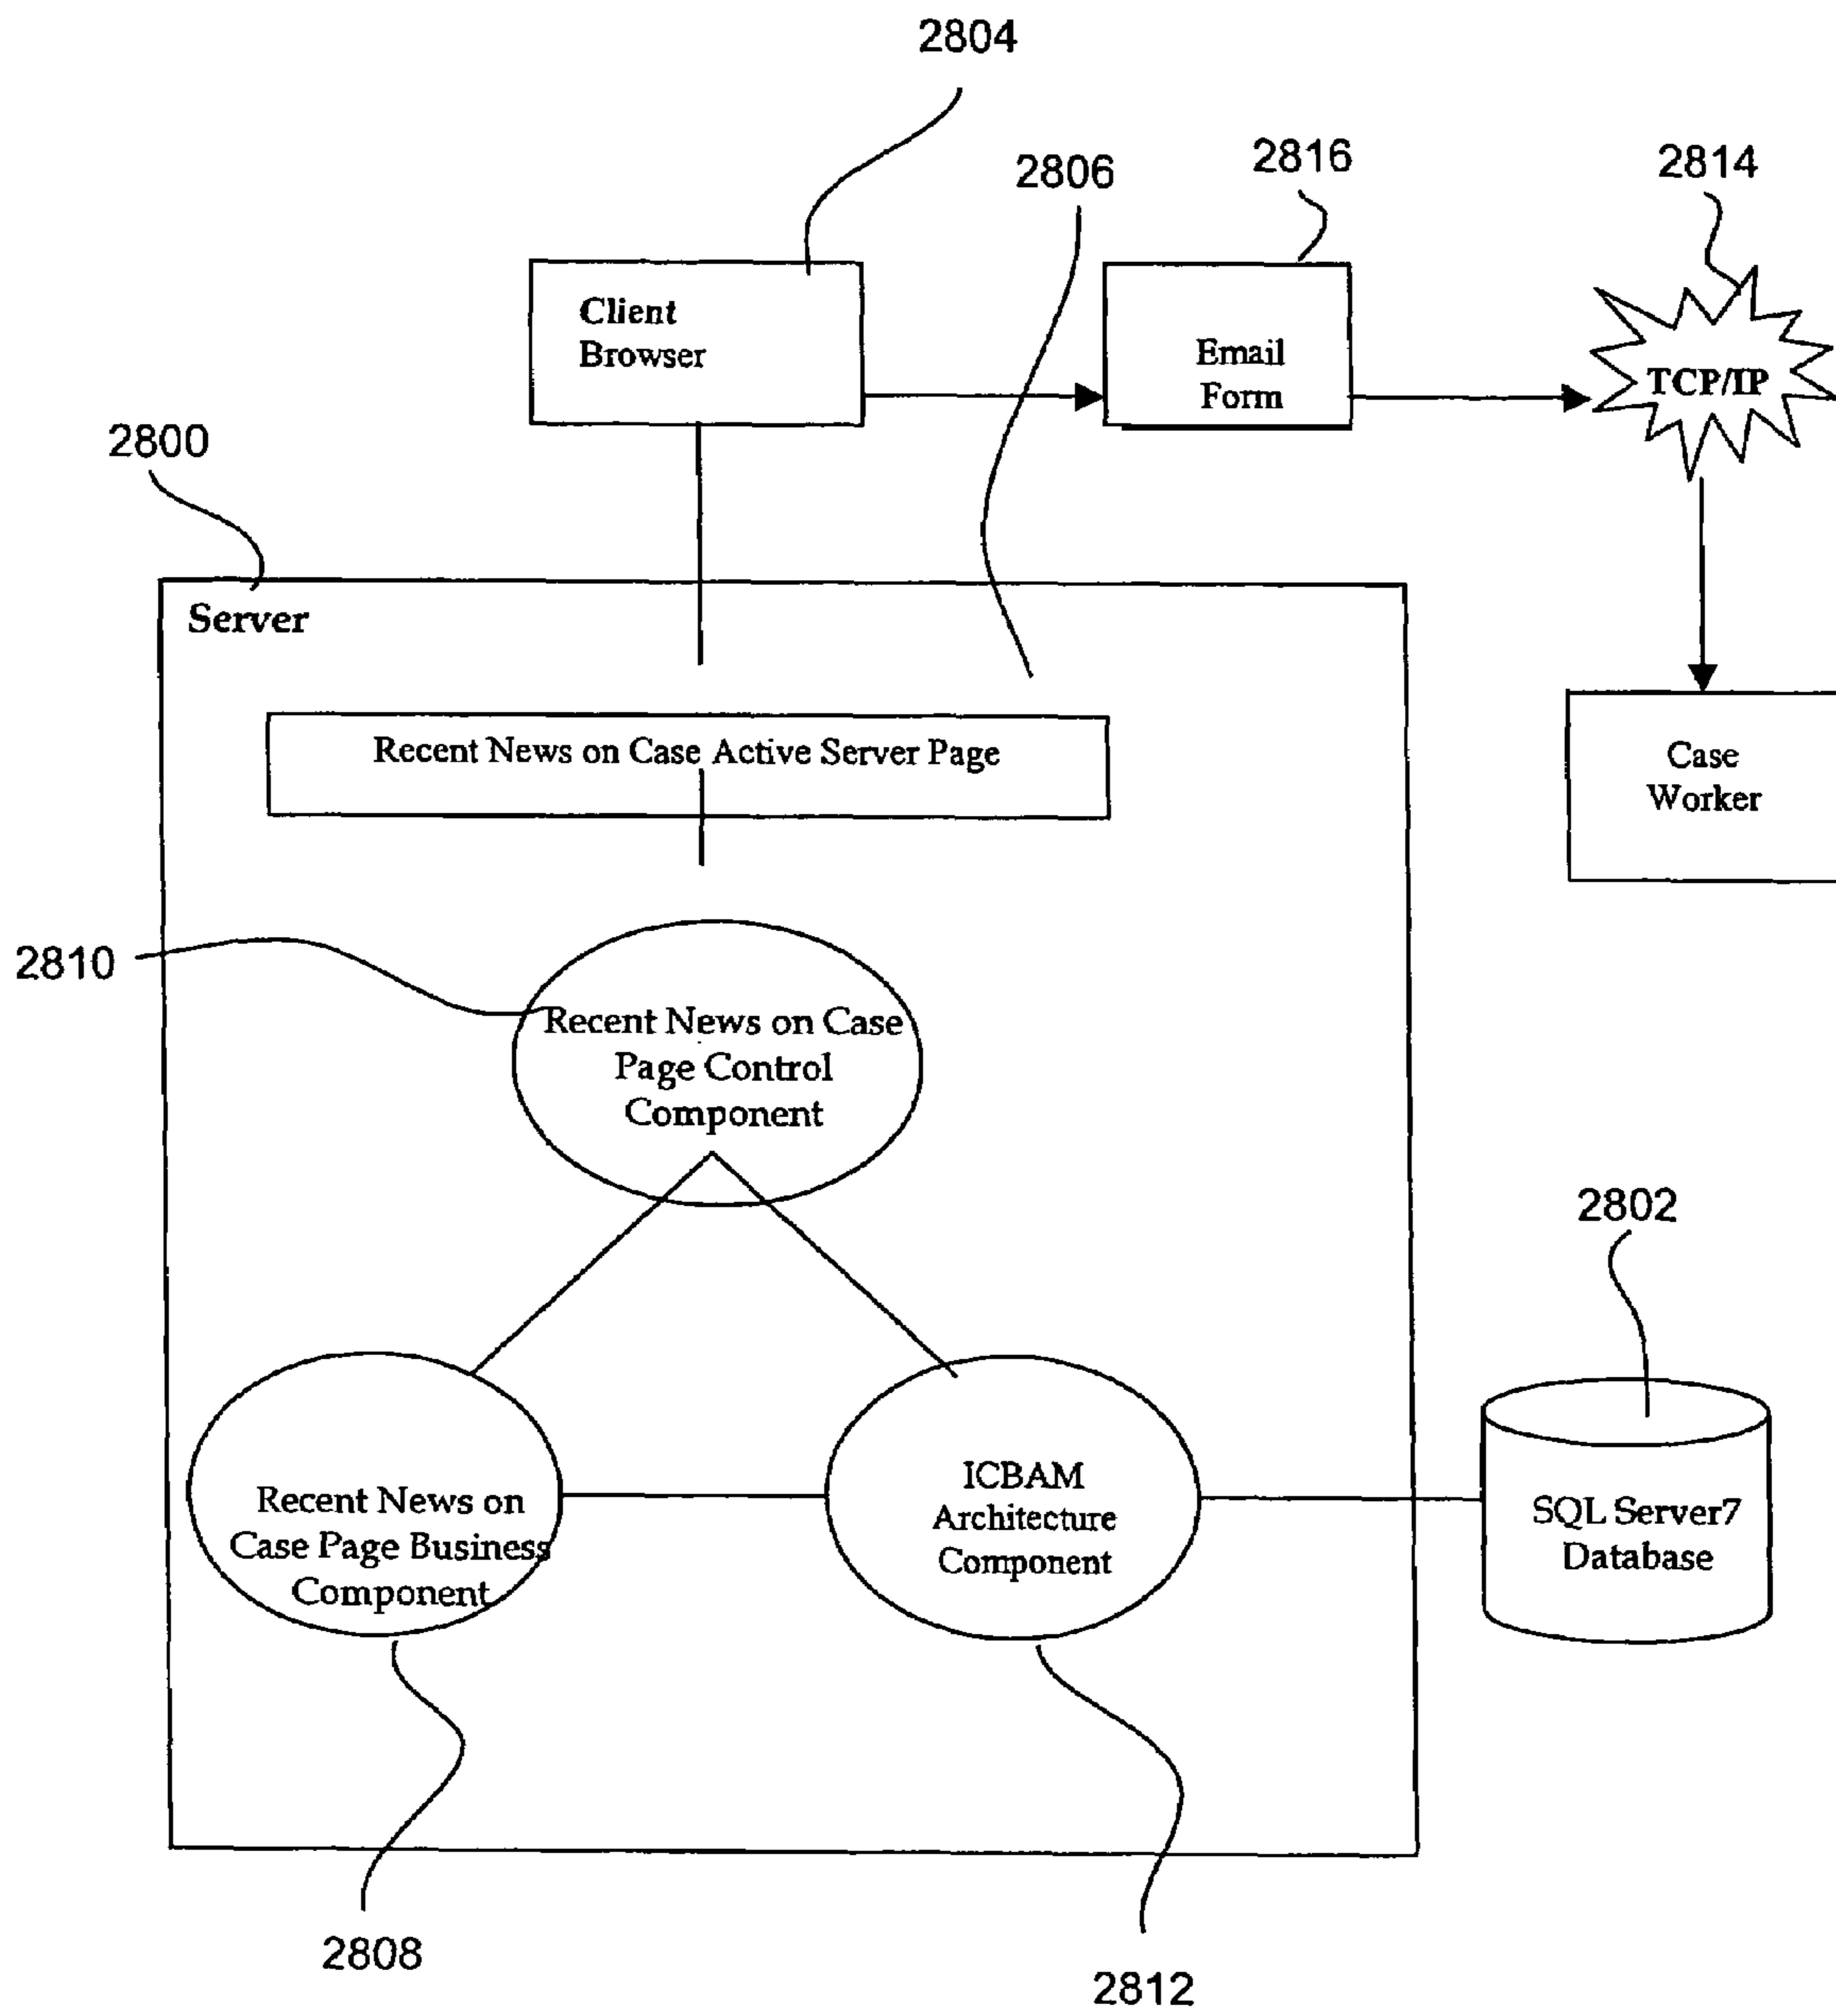 2804
2806
2816
2814
Client
Browser
Email
Form
TCP/IP
2800
Server
Recent News on Case Active Server Page
Case
Worker
2810
Recent News on Case
Page Control
Component
2802
Recent News on
Case Page Business
Component
ICBAM
Architecture
Component
SQL Server7
Database
2808
2812